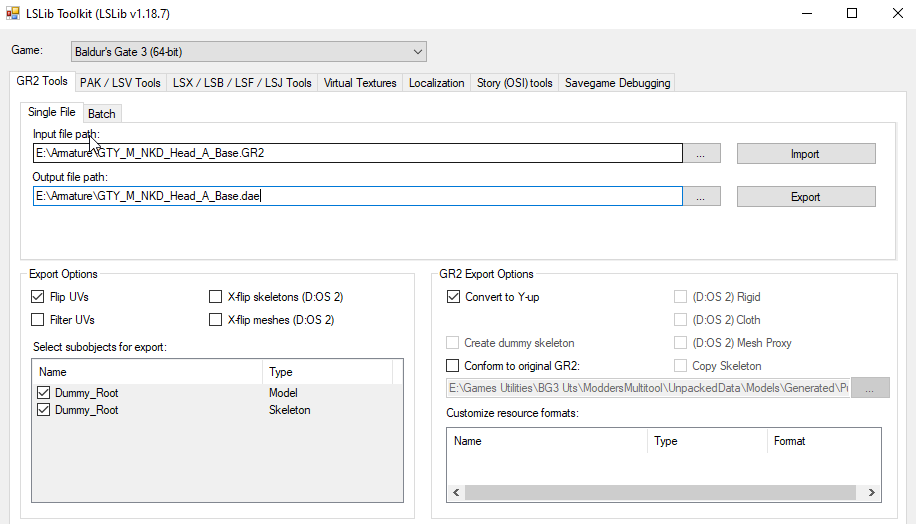 LSLib Toolkit (LSLib v1.18.7)
Game: Baldur's Gate 3 (64-bit)
GR2 Tools PAK / LSV Tools LSX / LSB / LSF / LSJ Tools Virtual Textures Localization Story (OSI) tools Savegame Debugging
Single File Batch
Input file path:
E:\Armature\GTY_M_NKD_Head_A_Base.GR2 ... Import
Output file path:
E:\Armature\GTY_M_NKD_Head_A_Base.dae ... Export
Export Options
Flip UVs X-flip skeletons (D:OS 2)
Filter UVs X-flip meshes (D:OS 2)
Select subobjects for export:
Name Type
Dummy_Root Model
Dummy_Root Skeleton
GR2 Export Options
Convert to Y-up (D:OS 2) Rigid
(D:OS 2) Cloth
Create dummy skeleton (D:OS 2) Mesh Proxy
Conform to original GR2: Copy Skeleton
E:\Games Utilities\BG3 Uts\ModdersMultitool\UnpackedData\Models\Generated\Pu ...
Customize resource formats:
Name Type Format